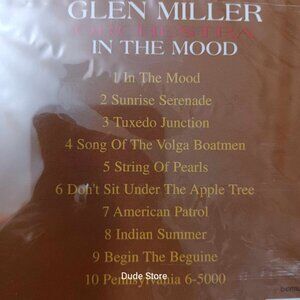 GLEN MILLER
ORCHESTRA
IN THE MOOD
1 In The Mood
2 Sunrise Serenade
3 Tuxedo Junction
4 Song Of The Volga Boatmen
5 String Of Pearls
6 Don't Sit Under The Apple Tree
7 American Patrol
8 Indian Summer
9 Begin The Beguine
10 Pennsylvania 6-5000
Dude Store